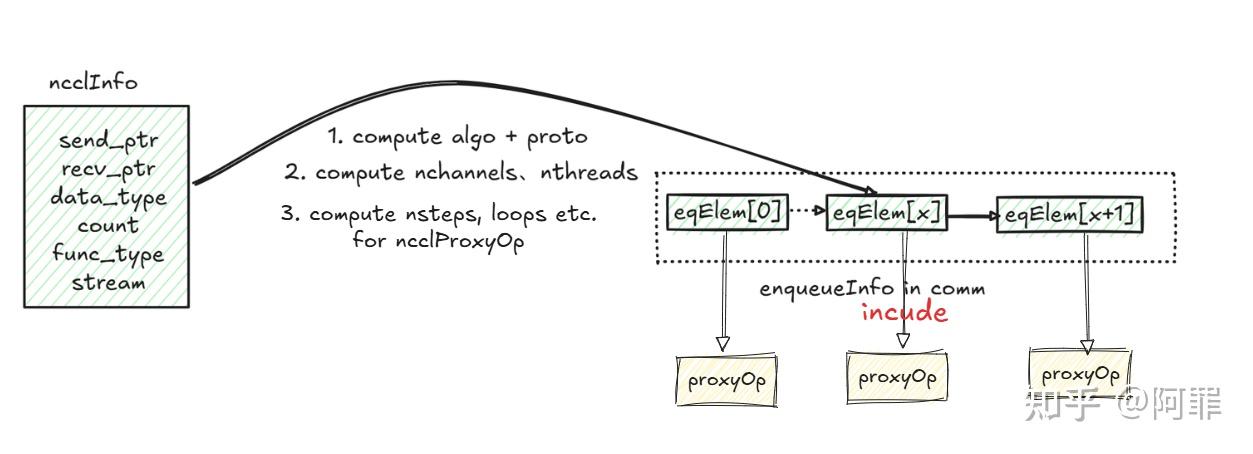 ncclInfo
send_ptr
recv_ptr
data_type
count
func_type
stream
1. compute algo + proto
2. compute nchannels、nthreads
3. compute nsteps, loops etc.
for ncclProxyOp
eqElem[0]
eqElem[x]
eqElem[x+1]
enqueueInfo in comm
incude
proxyOp
proxyOp
proxyOp
知乎 @阿罪